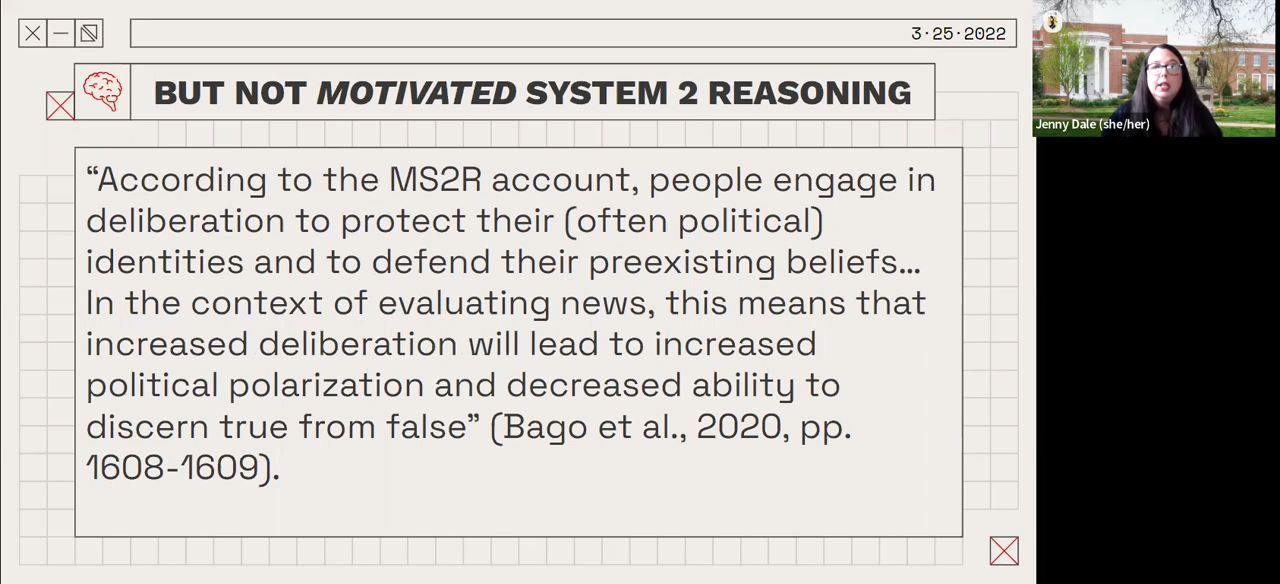 3·25·2022
BUT NOT MOTIVATED SYSTEM 2 REASONING
“According to the MS2R account, people engage in
deliberation to protect their (often political)
identities and to defend their preexisting beliefs...
In the context of evaluating news, this means that
increased deliberation will lead to increased
political polarization and decreased ability to
discern true from false” (Bago et al., 2020, pp.
1608-1609).
Jenny Dale (she/her)